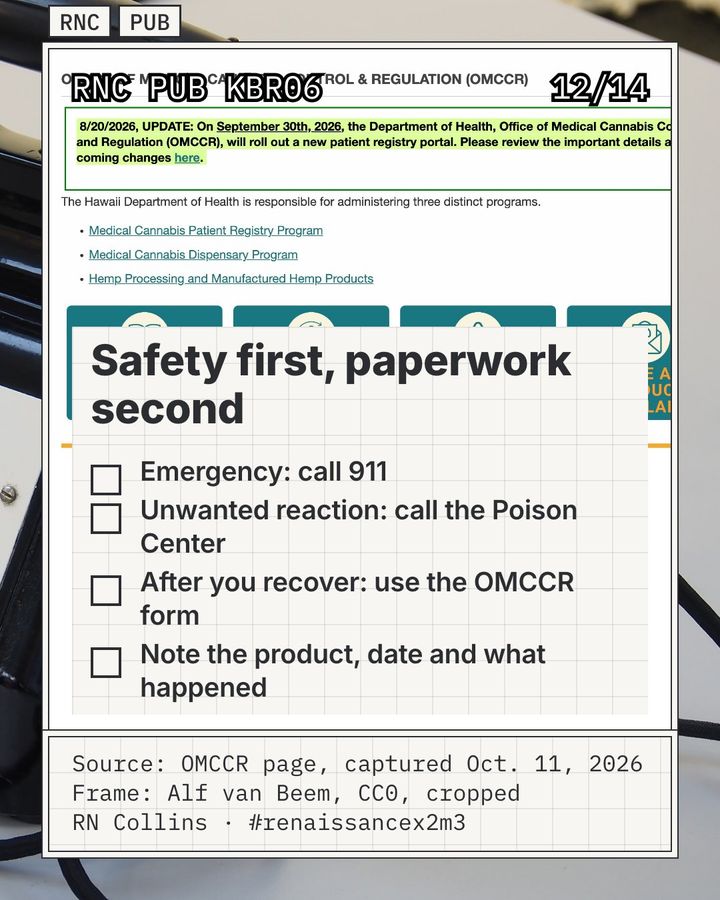 RNC PUB
RNC PUB KBR06 12/14
TROL & REGULATION (OMCCR)
8/20/2026, UPDATE: On September 30th, 2026, the Department of Health, Office of Medical Cannabis
and Regulation (OMCCR), will roll out a new patient registry portal. Please review the important details
coming changes here.
The Hawaii Department of Health is responsible for administering three distinct programs.
• Medical Cannabis Patient Registry Program
• Medical Cannabis Dispensary Program
• Hemp Processing and Manufactured Hemp Products
Safety first, paperwork
second
Emergency: call 911
Unwanted reaction: call the Poison
Center
After you recover: use the OMCCR
form
Note the product, date and what
happened
Source: OMCCR page, captured Oct. 11, 2026
Frame: Alf van Beem, CC0, cropped
RN Collins · #renaissancex2m3